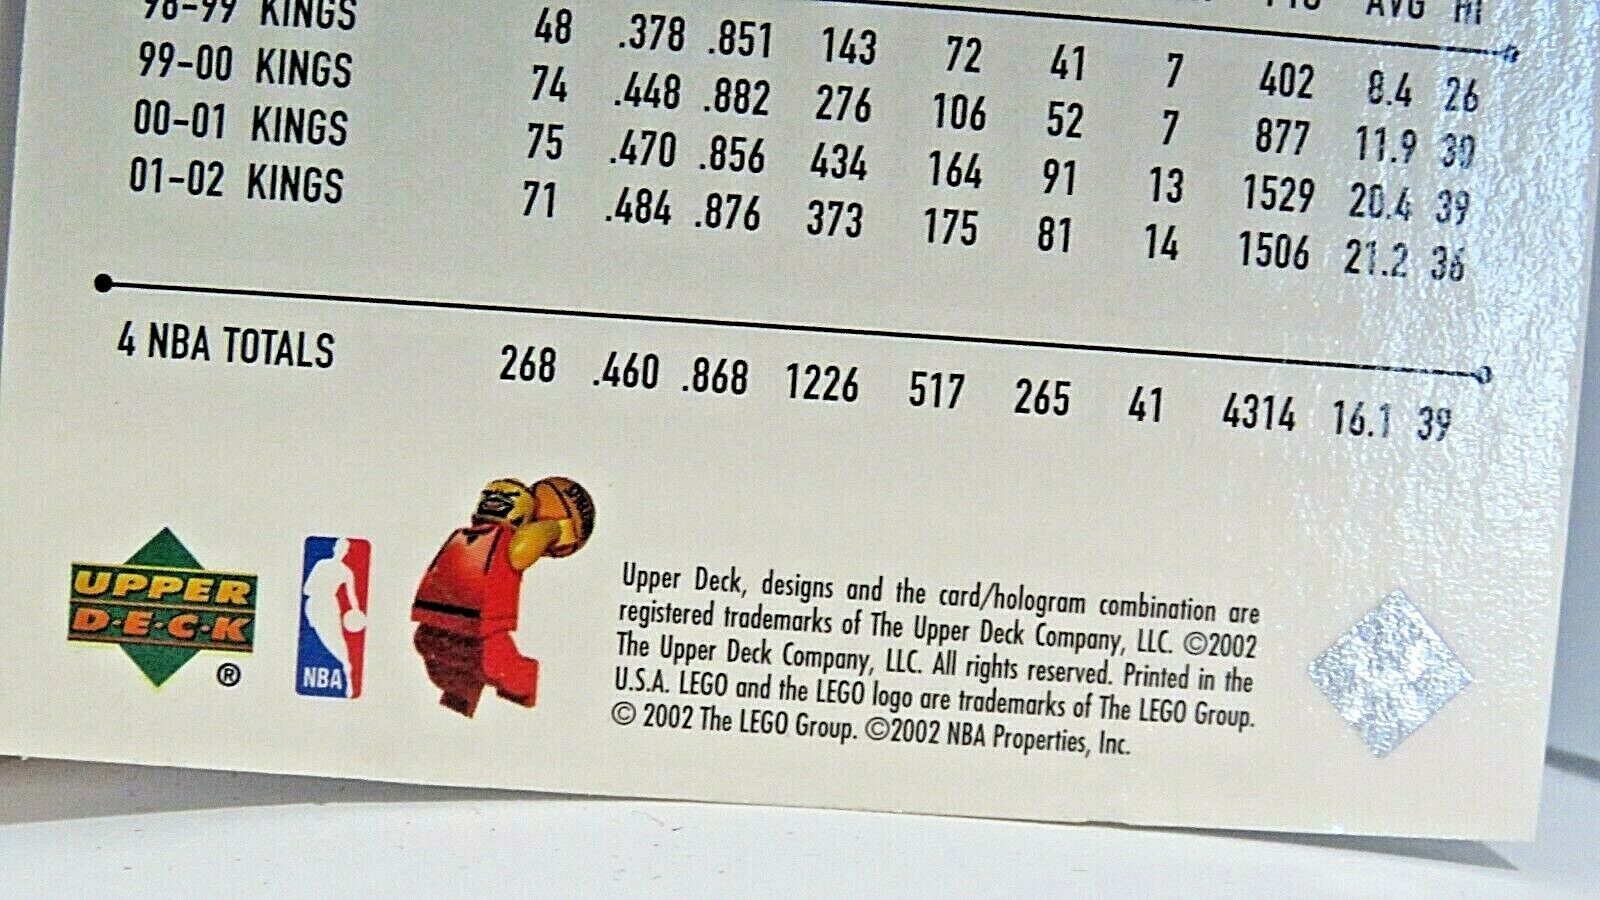 98-99 KINGS PTS AVG HI
99-00 KINGS 48 .378 .851 143 72 41 7 402 8.4 26
00-01 KINGS 74 .448 .882 276 106 52 7 877 11.9 30
01-02 KINGS 75 .470 .856 434 164 91 13 1529 20.4 39
71 .484 .876 373 175 81 14 1506 21.2 36
4 NBA TOTALS 268 .460 .868 1226 517 265 41 4314 16.1 39
SPALDING
UPPER
D·E·C·K
®
NBA
Upper Deck, designs and the card/hologram combination are
registered trademarks of The Upper Deck Company, LLC. ©2002
The Upper Deck Company, LLC. All rights reserved. Printed in the
U.S.A. LEGO and the LEGO logo are trademarks of The LEGO Group.
© 2002 The LEGO Group. ©2002 NBA Properties, Inc.